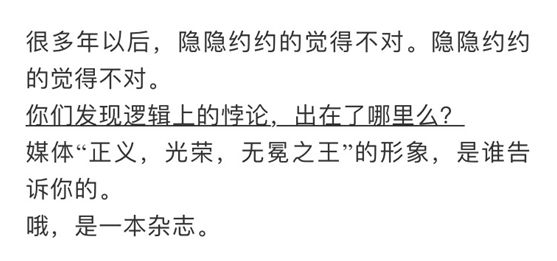 很多年以后，隐隐约约的觉得不对。隐隐约约
的觉得不对。
你们发现逻辑上的悖论，出在了哪里么？
媒体“正义，光荣，无冕之王”的形象，是谁告
诉你的。
哦，是一本杂志。